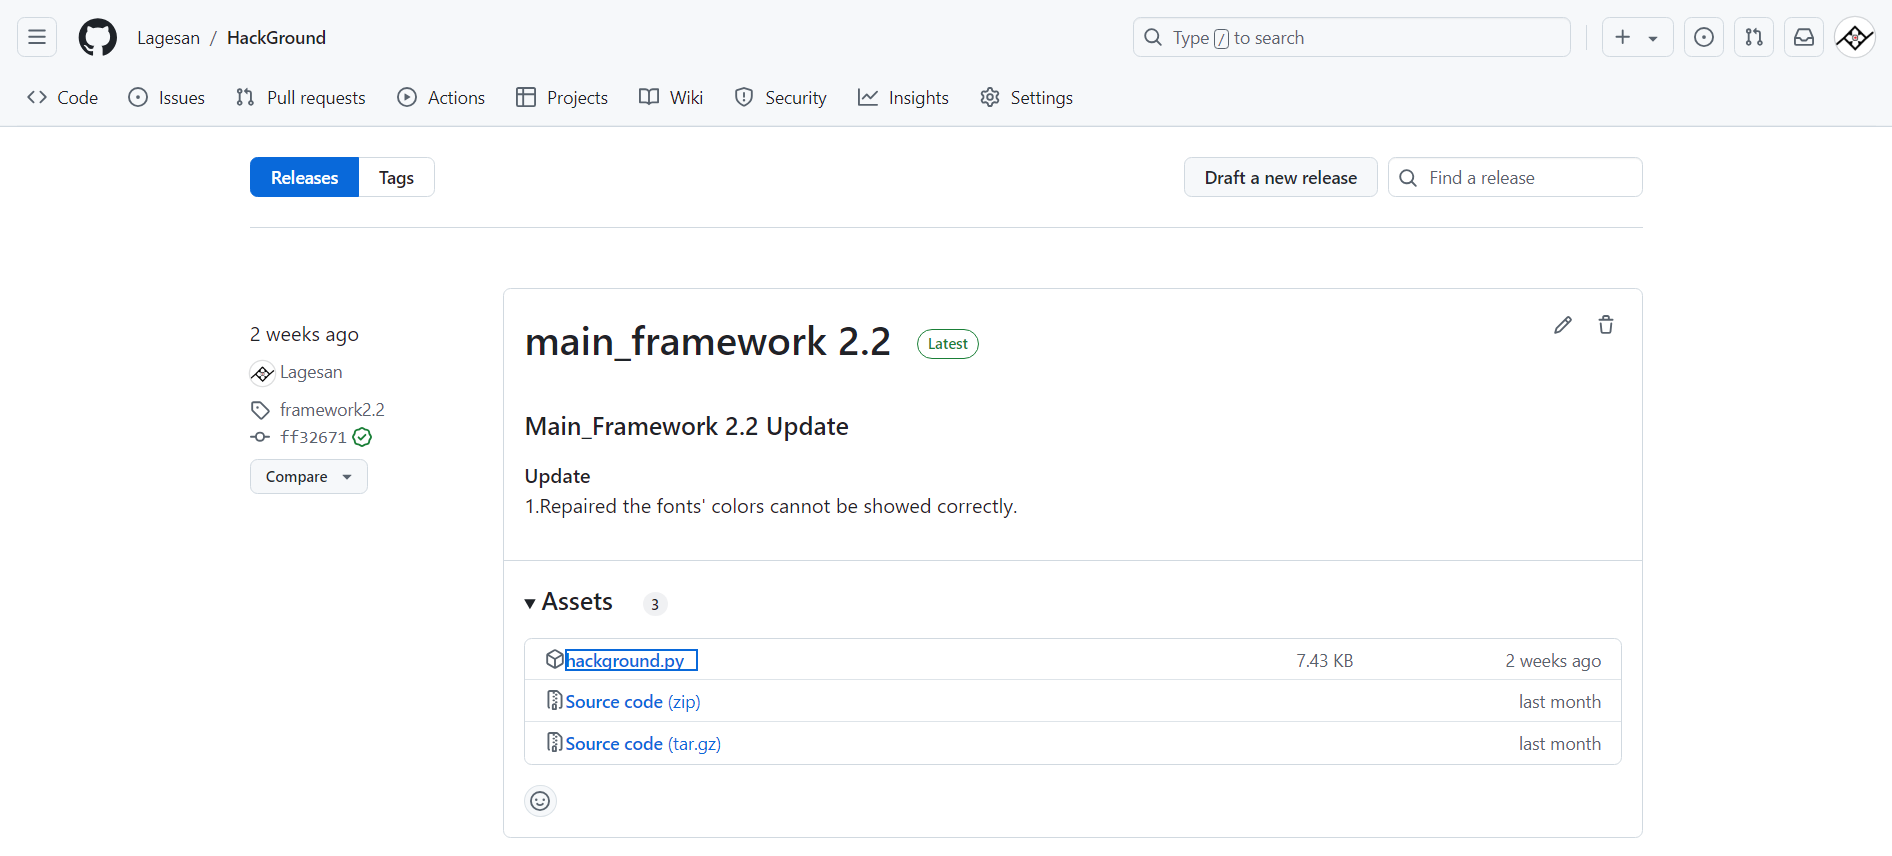 Lagesan / HackGround
Type / to search
Code Issues Pull requests Actions Projects Wiki Security Insights Settings
Releases Tags
Draft a new release
Find a release
2 weeks ago
Lagesan
framework2.2
ff32671
Compare
main_framework 2.2 Latest
Main_Framework 2.2 Update
Update
1.Repaired the fonts' colors cannot be showed correctly.
Assets 3
hackground.py 7.43 KB 2 weeks ago
Source code (zip) last month
Source code (tar.gz) last month